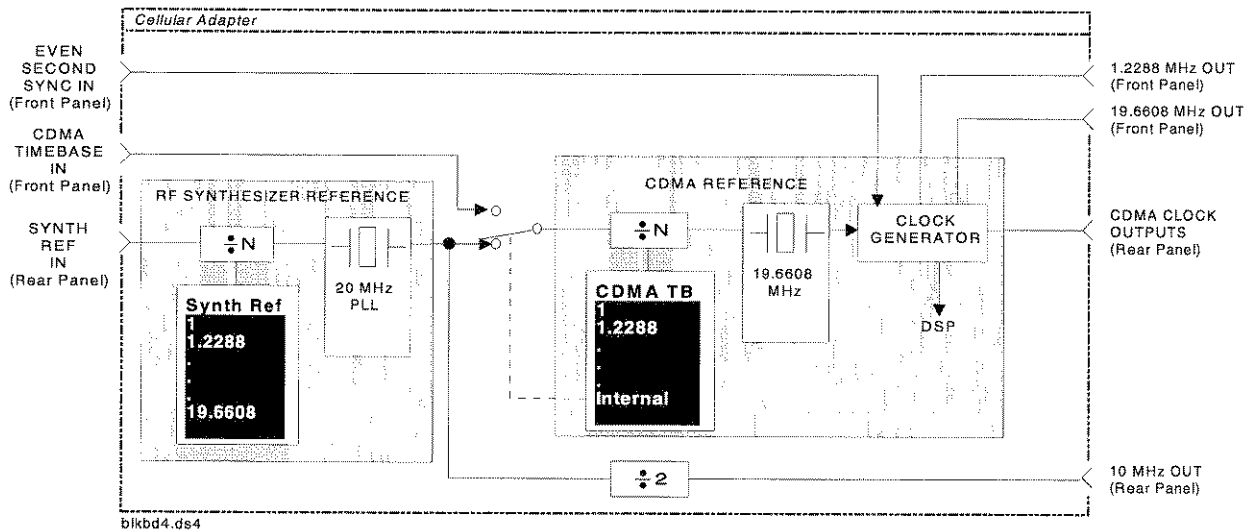 Cellular Adapter
EVEN
SECOND
SYNC IN
(Front Panel)
CDMA
TIMEBASE
IN
(Front Panel)
SYNTH
REF
IN
(Rear Panel)
RF SYNTHESIZER REFERENCE
÷N
20 MHz
PLL
Synth Ref
1
1.2288
.
.
.
19.6608
CDMA REFERENCE
÷N
19.6608
MHz
CDMA TB
1
1.2288
.
.
.
Internal
CLOCK
GENERATOR
DSP
÷2
1.2288 MHz OUT
(Front Panel)
19.6608 MHz OUT
(Front Panel)
CDMA CLOCK
OUTPUTS
(Rear Panel)
10 MHz OUT
(Rear Panel)
blkbd4.ds4